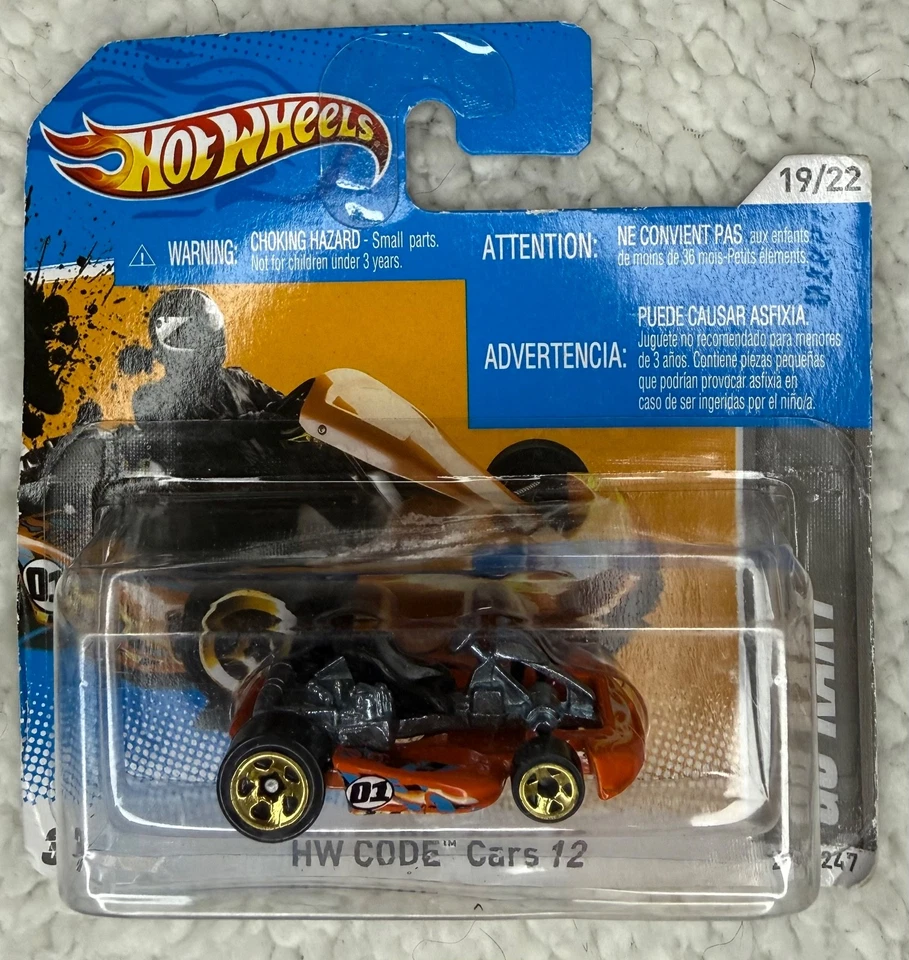 HOT WHEELS
19/22
WARNING: CHOKING HAZARD - Small parts.
Not for children under 3 years.
ATTENTION: NE CONVIENT PAS aux enfants
de moins de 36 mois-Petits éléments.
ADVERTENCIA: PUEDE CAUSAR ASFIXIA.
Juguete no recomendado para menores
de 3 años. Contiene piezas pequeñas
que podrían provocar asfixia en
caso de ser ingeridas por el niño/a.
01
GO KART
01
HW CODE™ Cars 12
247